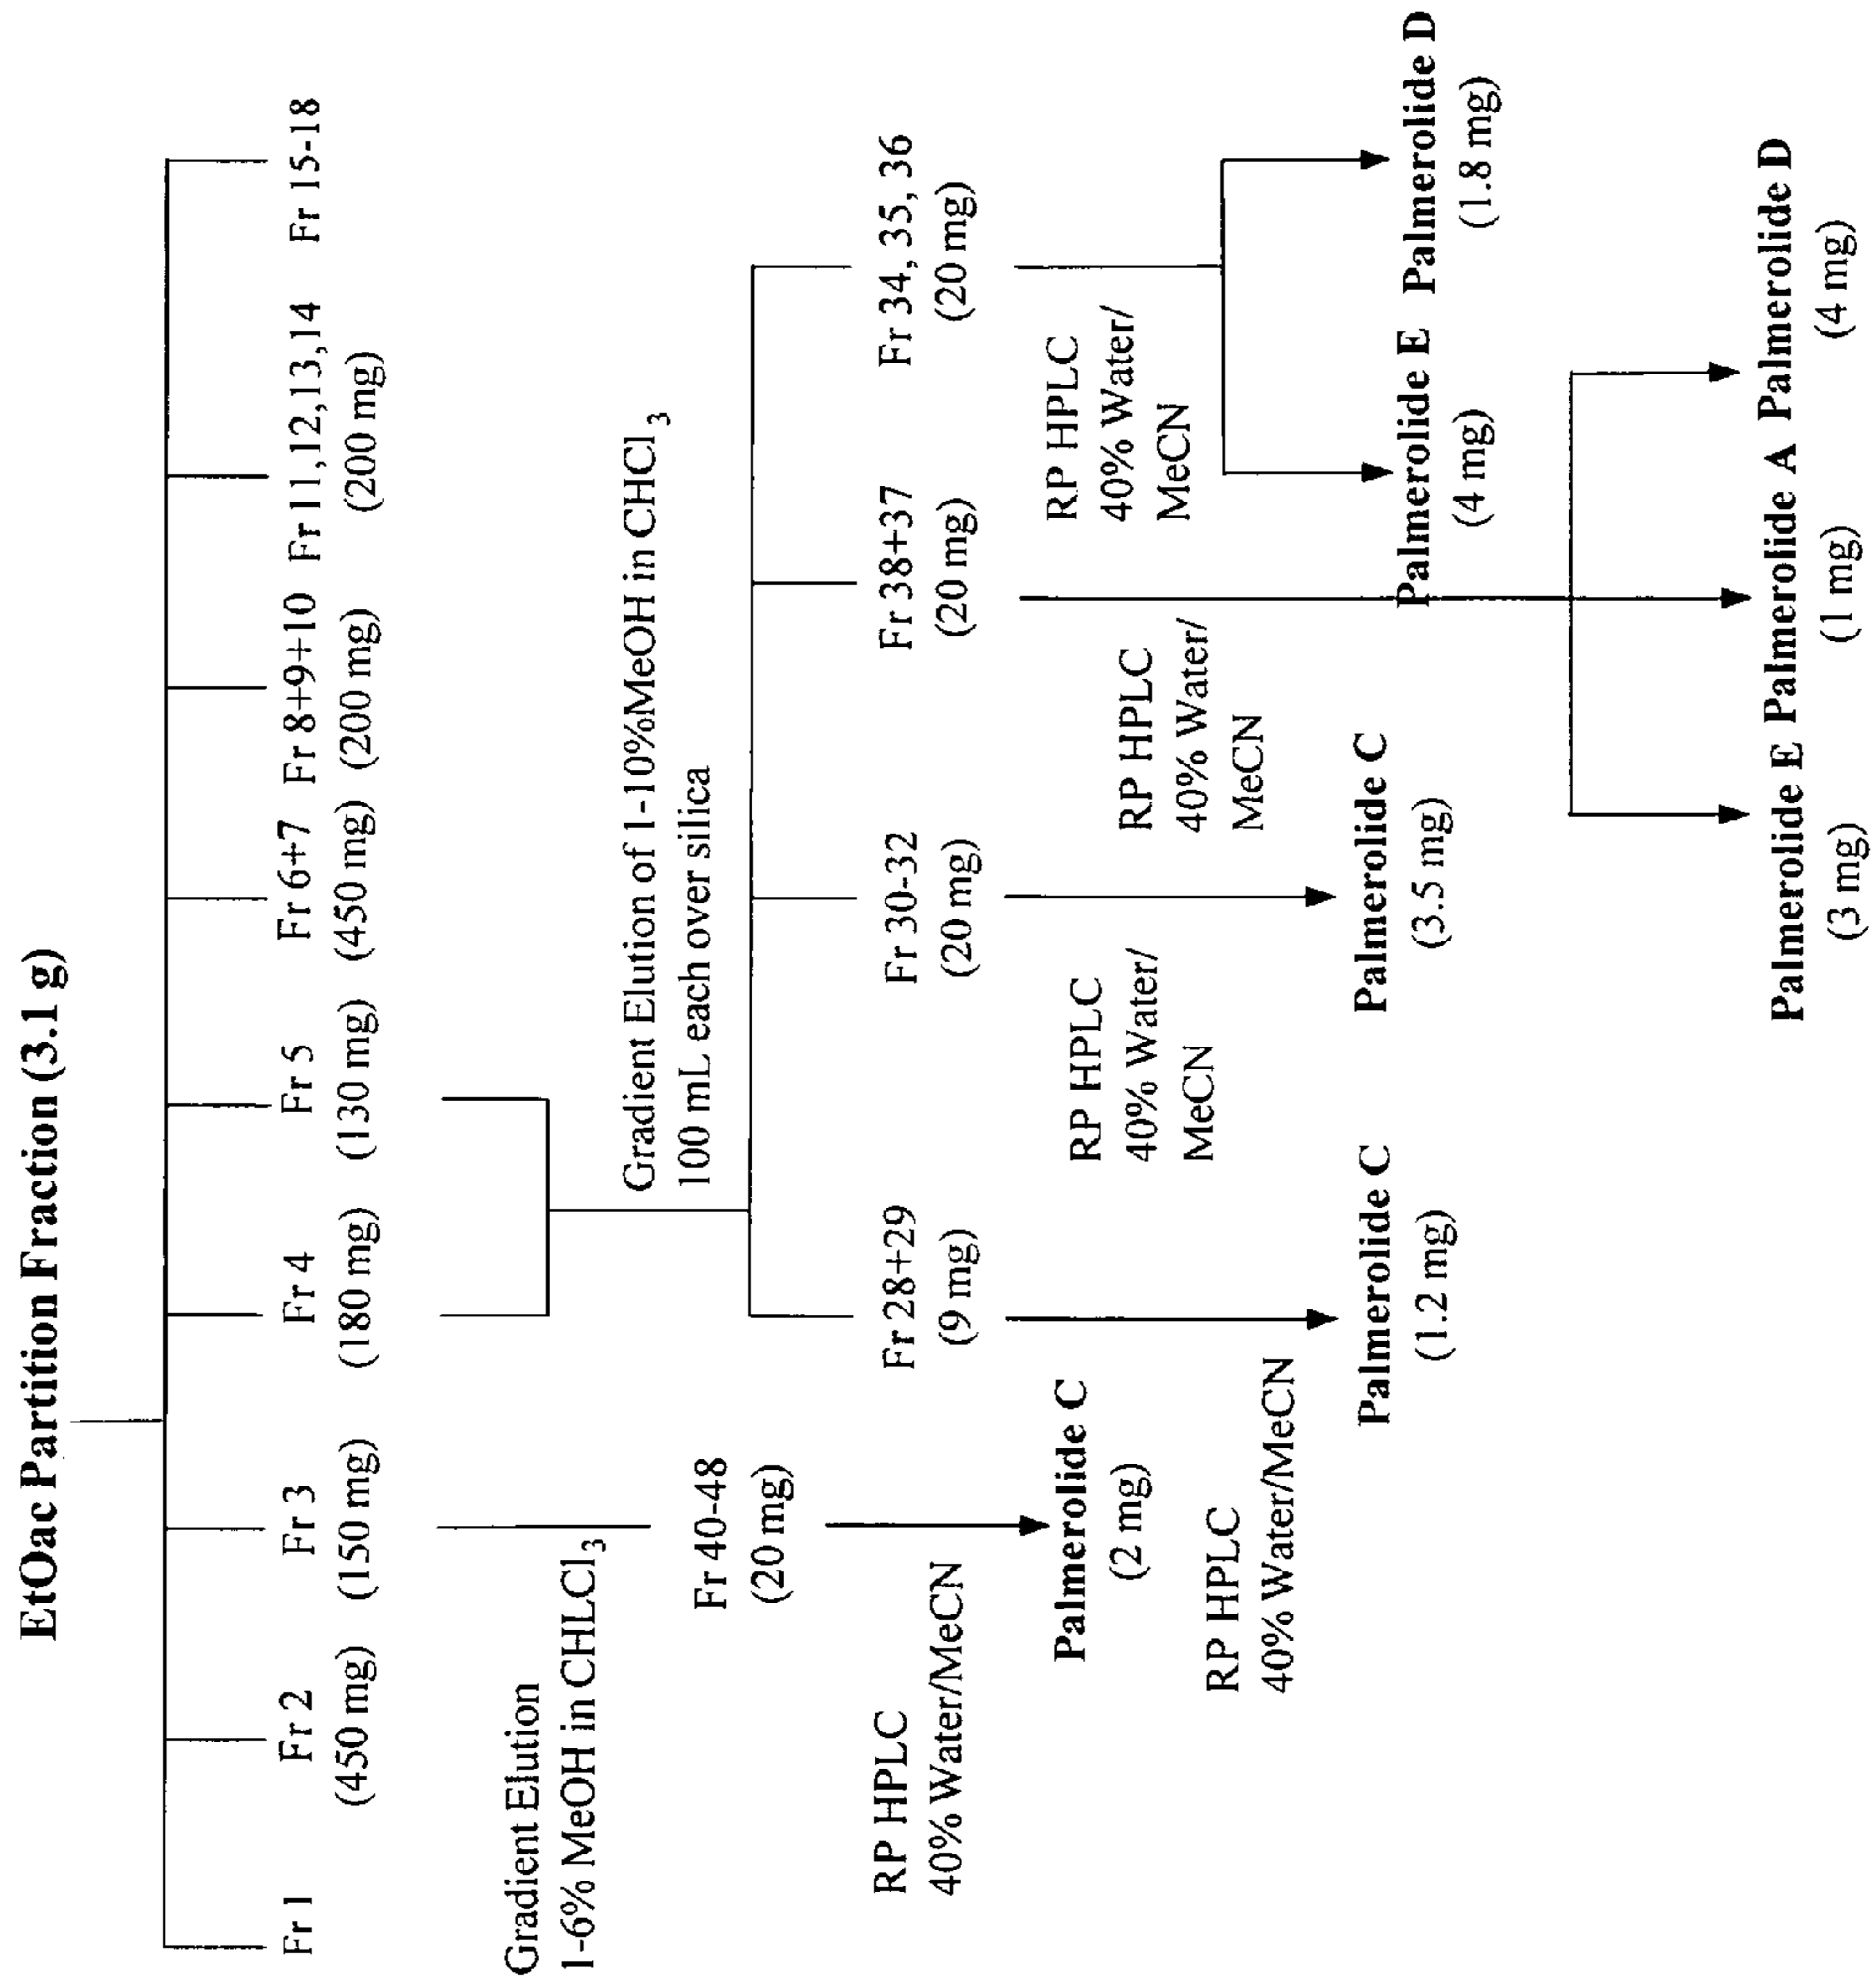 EtOac Partition Fraction (3.1 g)
Fr 1
Fr 2
(450 mg)
Fr 3
(150 mg)
Fr 4
(180 mg)
Fr 5
(130 mg)
Fr 6+7
(450 mg)
Fr 8+9+10
(200 mg)
Fr 11,12,13,14
(200 mg)
Fr 15-18
Gradient Elution
1-6% MeOH in CHLCl3
Gradient Elution of 1-10%MeOH in CHCl3
100 mL each over silica
Fr 40-48
(20 mg)
Fr 28+29
(9 mg)
Fr 30-32
(20 mg)
Fr 38+37
(20 mg)
Fr 34, 35, 36
(20 mg)
RP HPLC
40% Water/MeCN
Palmerolide C
(2 mg)
RP HPLC
40% Water/MeCN
Palmerolide C
(1.2 mg)
RP HPLC
40% Water/
MeCN
Palmerolide C
(3.5 mg)
RP HPLC
40% Water/
MeCN
RP HPLC
40% Water/
MeCN
Palmerolide E
(4 mg)
Palmerolide D
(1.8 mg)
Palmerolide E
(3 mg)
Palmerolide A
(1 mg)
Palmerolide D
(4 mg)